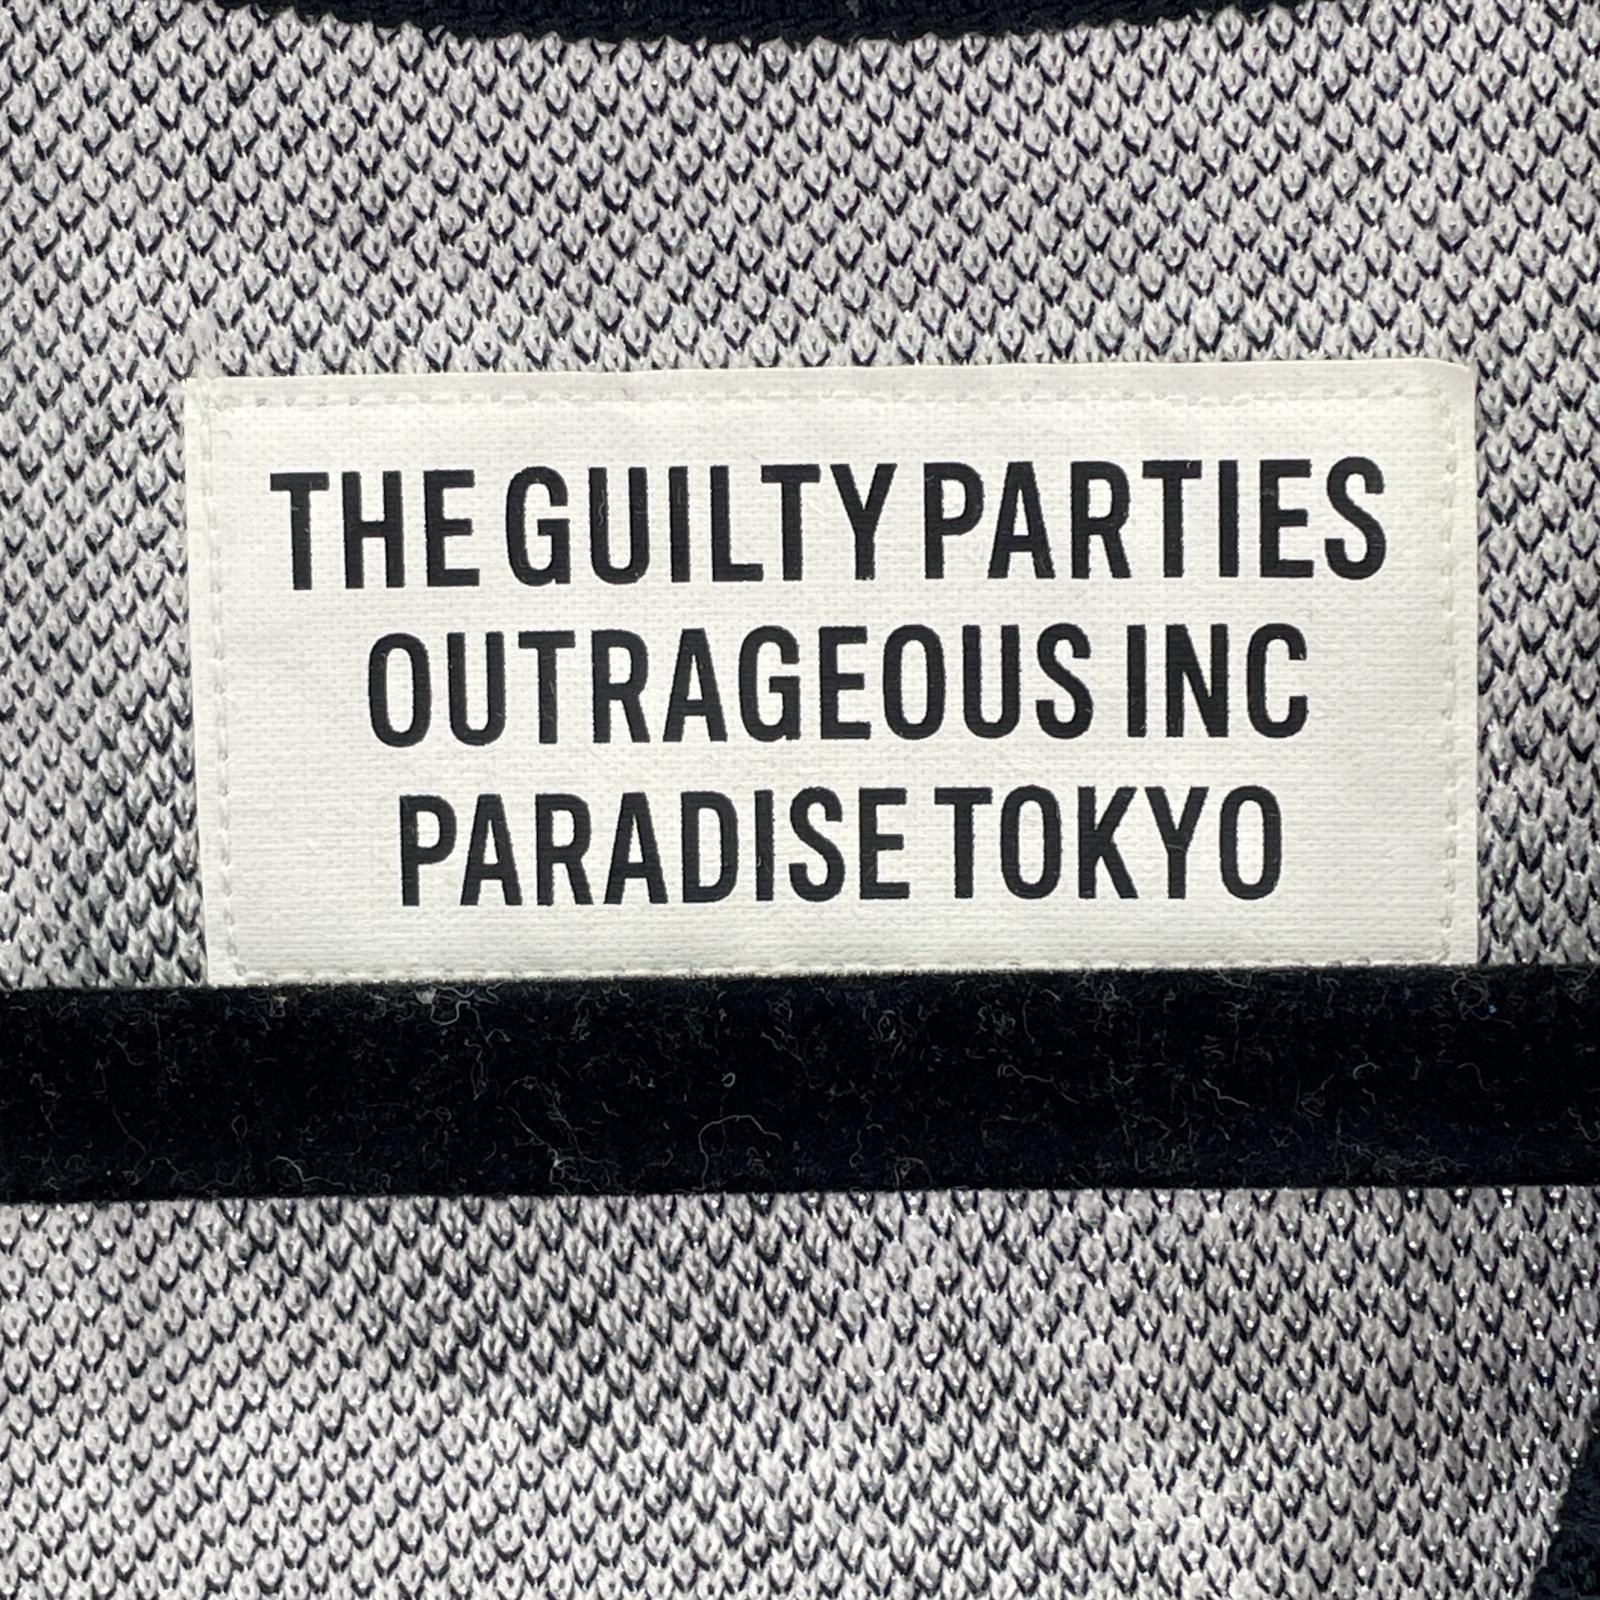 THE GUILTY PARTIES
OUTRAGEOUS INC
PARADISE TOKYO